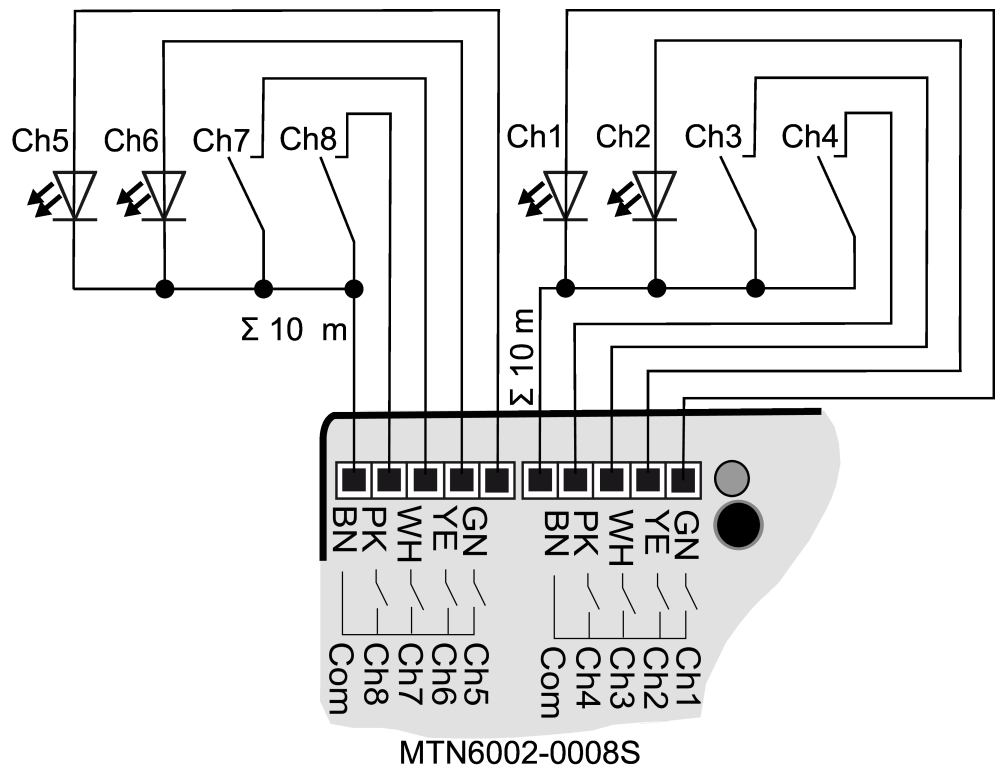 Ch5 Ch6 Ch7 Ch8 Ch1 Ch2 Ch3 Ch4
Σ 10 m
Σ 10 m
BN PK WH YE GN BN PK WH YE GN
Com Ch8 Ch7 Ch6 Ch5 Com Ch4 Ch3 Ch2 Ch1
MTN6002-0008S